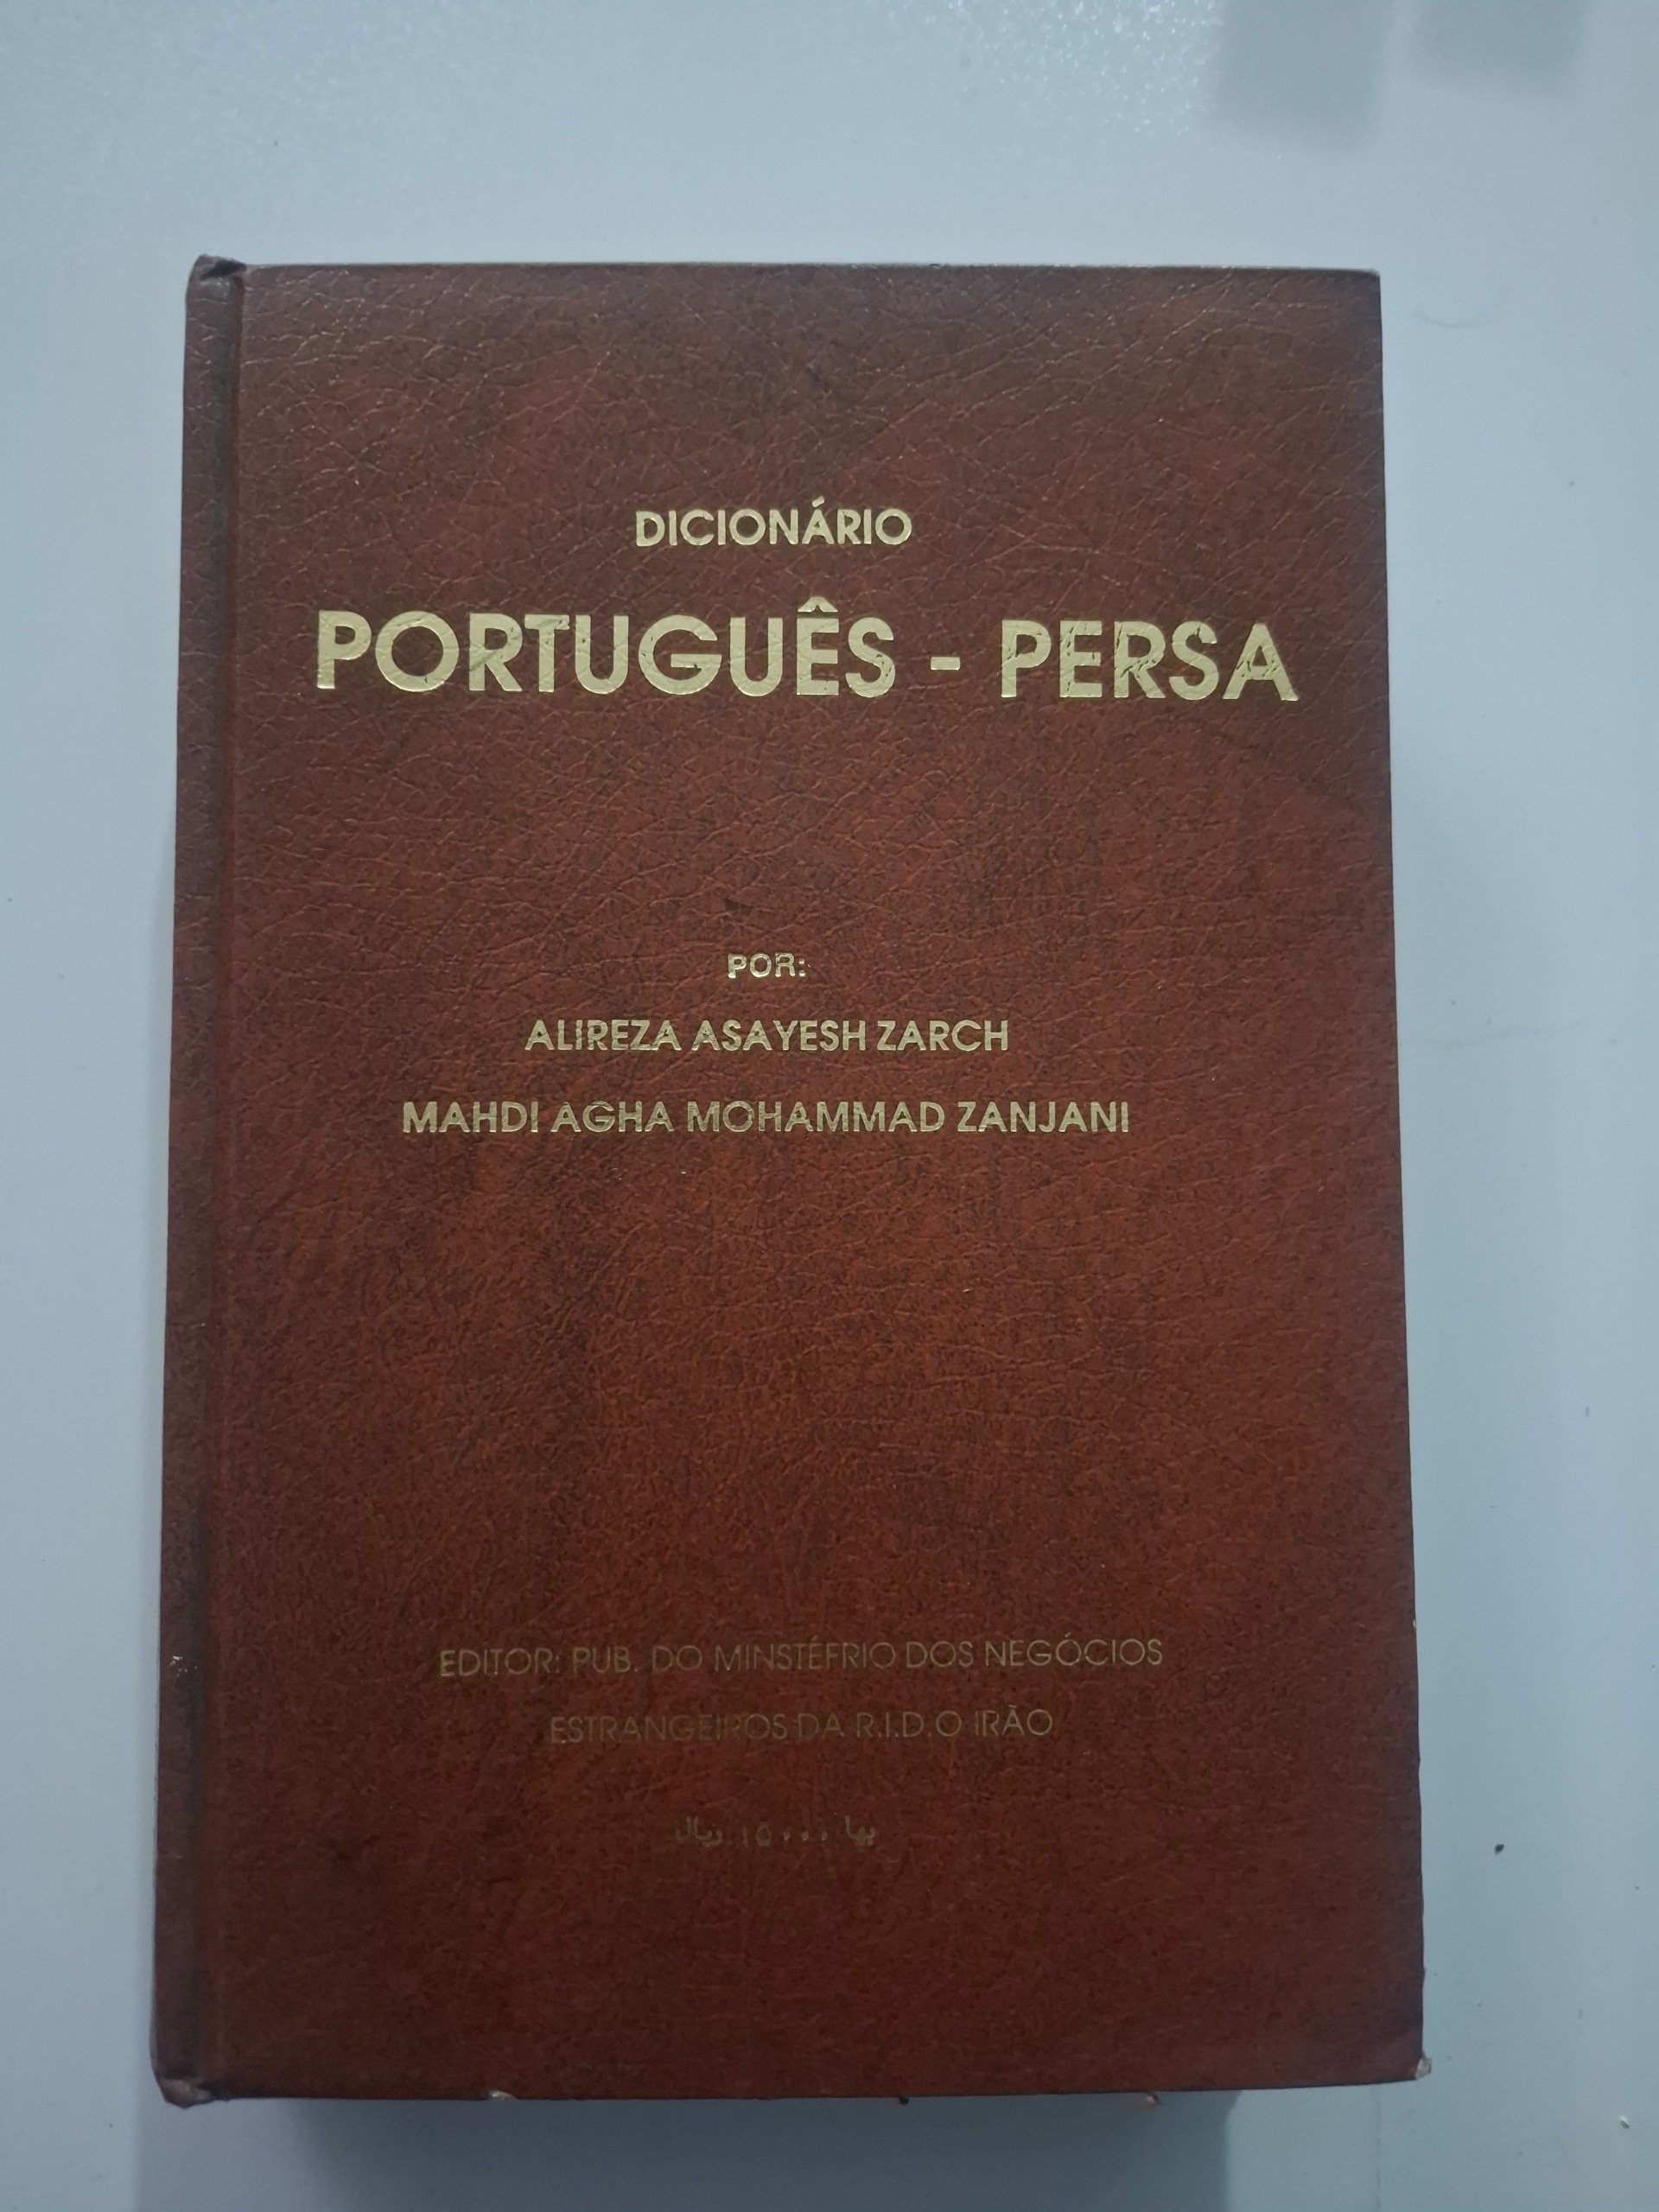 DICIONÁRIO
PORTUGUÊS - PERSA
POR:
ALIREZA ASAYESH ZARCH
MAHDI AGHA MOHAMMAD ZANJANI
EDITOR: PUB. DO MINSTÉFRIO DOS NEGÓCIOS
ESTRANGEIROS DA R.I.D.O IRÃO
بها ۱۵۰۰۰ ریال